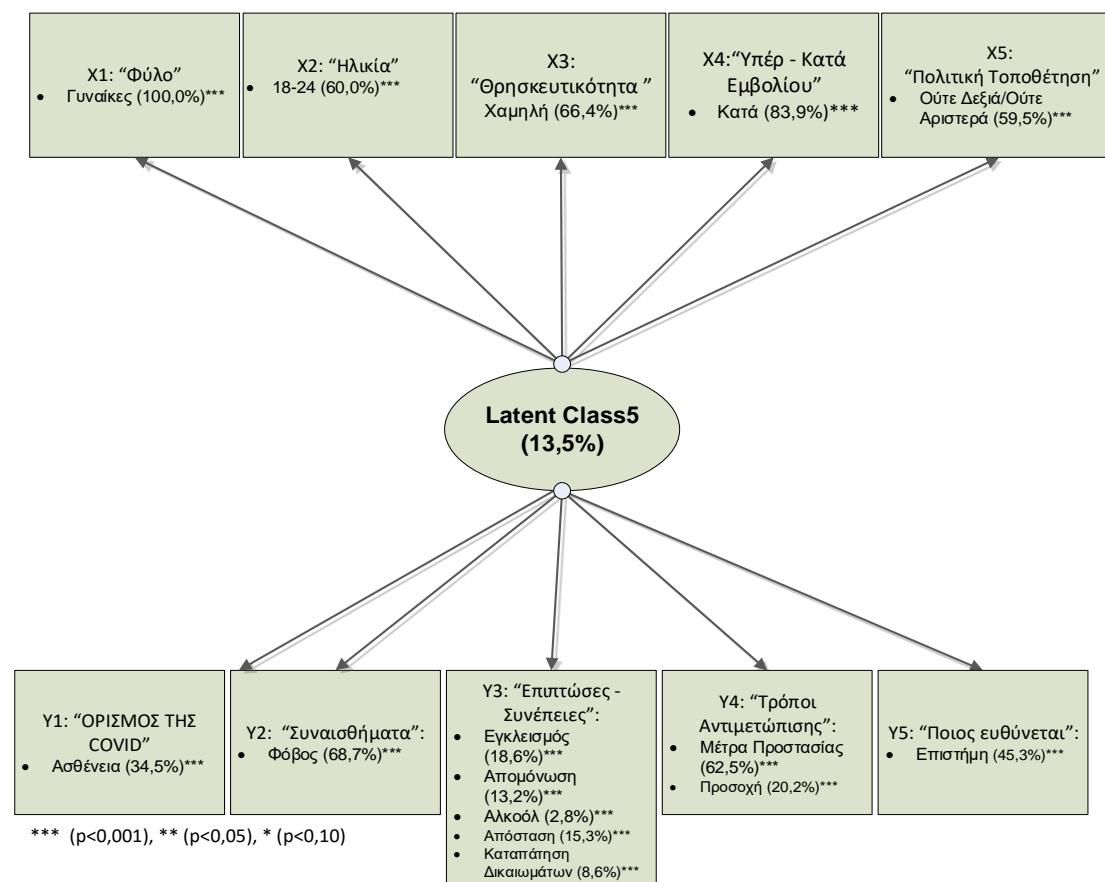 X1: “Φύλο”
• Γυναίκες (100,0%)***
X2: “Ηλικία”
• 18-24 (60,0%)***
X3:
“Θρησκευτικότητα ”
Χαμηλή (66,4%)***
X4:“Υπέρ - Κατά
Εμβολίου”
• Κατά (83,9%)***
X5:
“Πολιτική Τοποθέτηση”
• Ούτε Δεξιά/Ούτε
Αριστερά (59,5%)***
Latent Class5
(13,5%)
Y1: “ΟΡΙΣΜΟΣ ΤΗΣ
COVID”
• Ασθένεια (34,5%)***
Y2: “Συναισθήματα”:
• Φόβος (68,7%)***
Y3: “Επιπτώσες -
Συνέπειες”:
• Εγκλεισμός
(18,6%)***
• Απομόνωση
(13,2%)***
• Αλκοόλ (2,8%)***
• Απόσταση (15,3%)***
• Καταπάτηση
Δικαιωμάτων (8,6%)***
Y4: “Τρόποι
Αντιμετώπισης”:
• Μέτρα Προστασίας
(62,5%)***
• Προσοχή (20,2%)***
Y5: “Ποιος ευθύνεται”:
• Επιστήμη (45,3%)***
*** (p<0,001), ** (p<0,05), * (p<0,10)